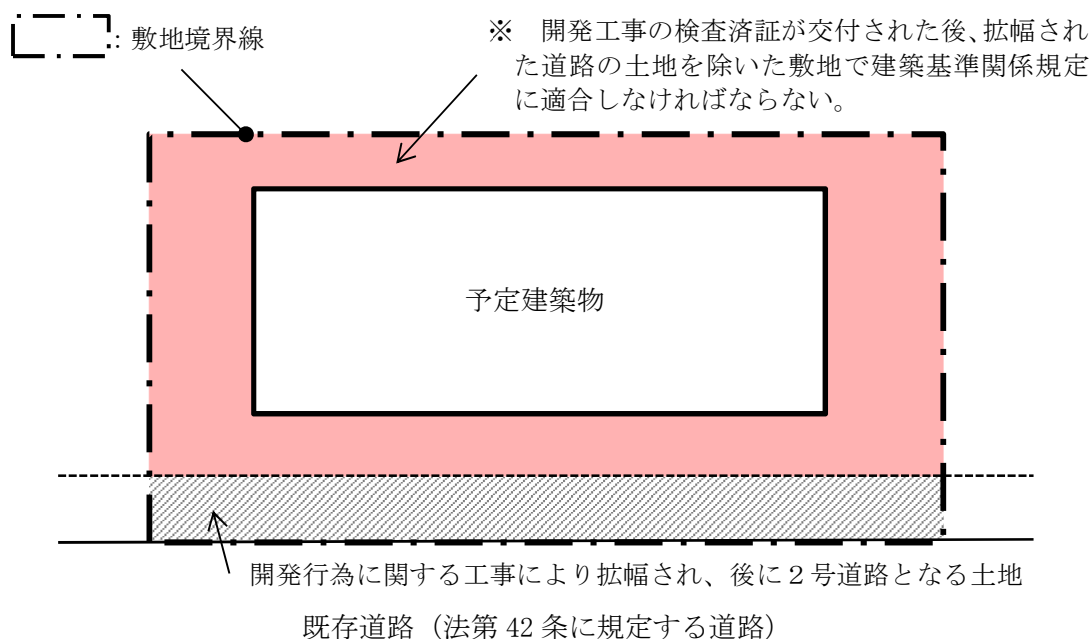 ：敷地境界線
※　開発工事の検査済証が交付された後、拡幅され
た道路の土地を除いた敷地で建築基準関係規定
に適合しなければならない。
予定建築物
開発行為に関する工事により拡幅され、後に２号道路となる土地
既存道路（法第 42 条に規定する道路）